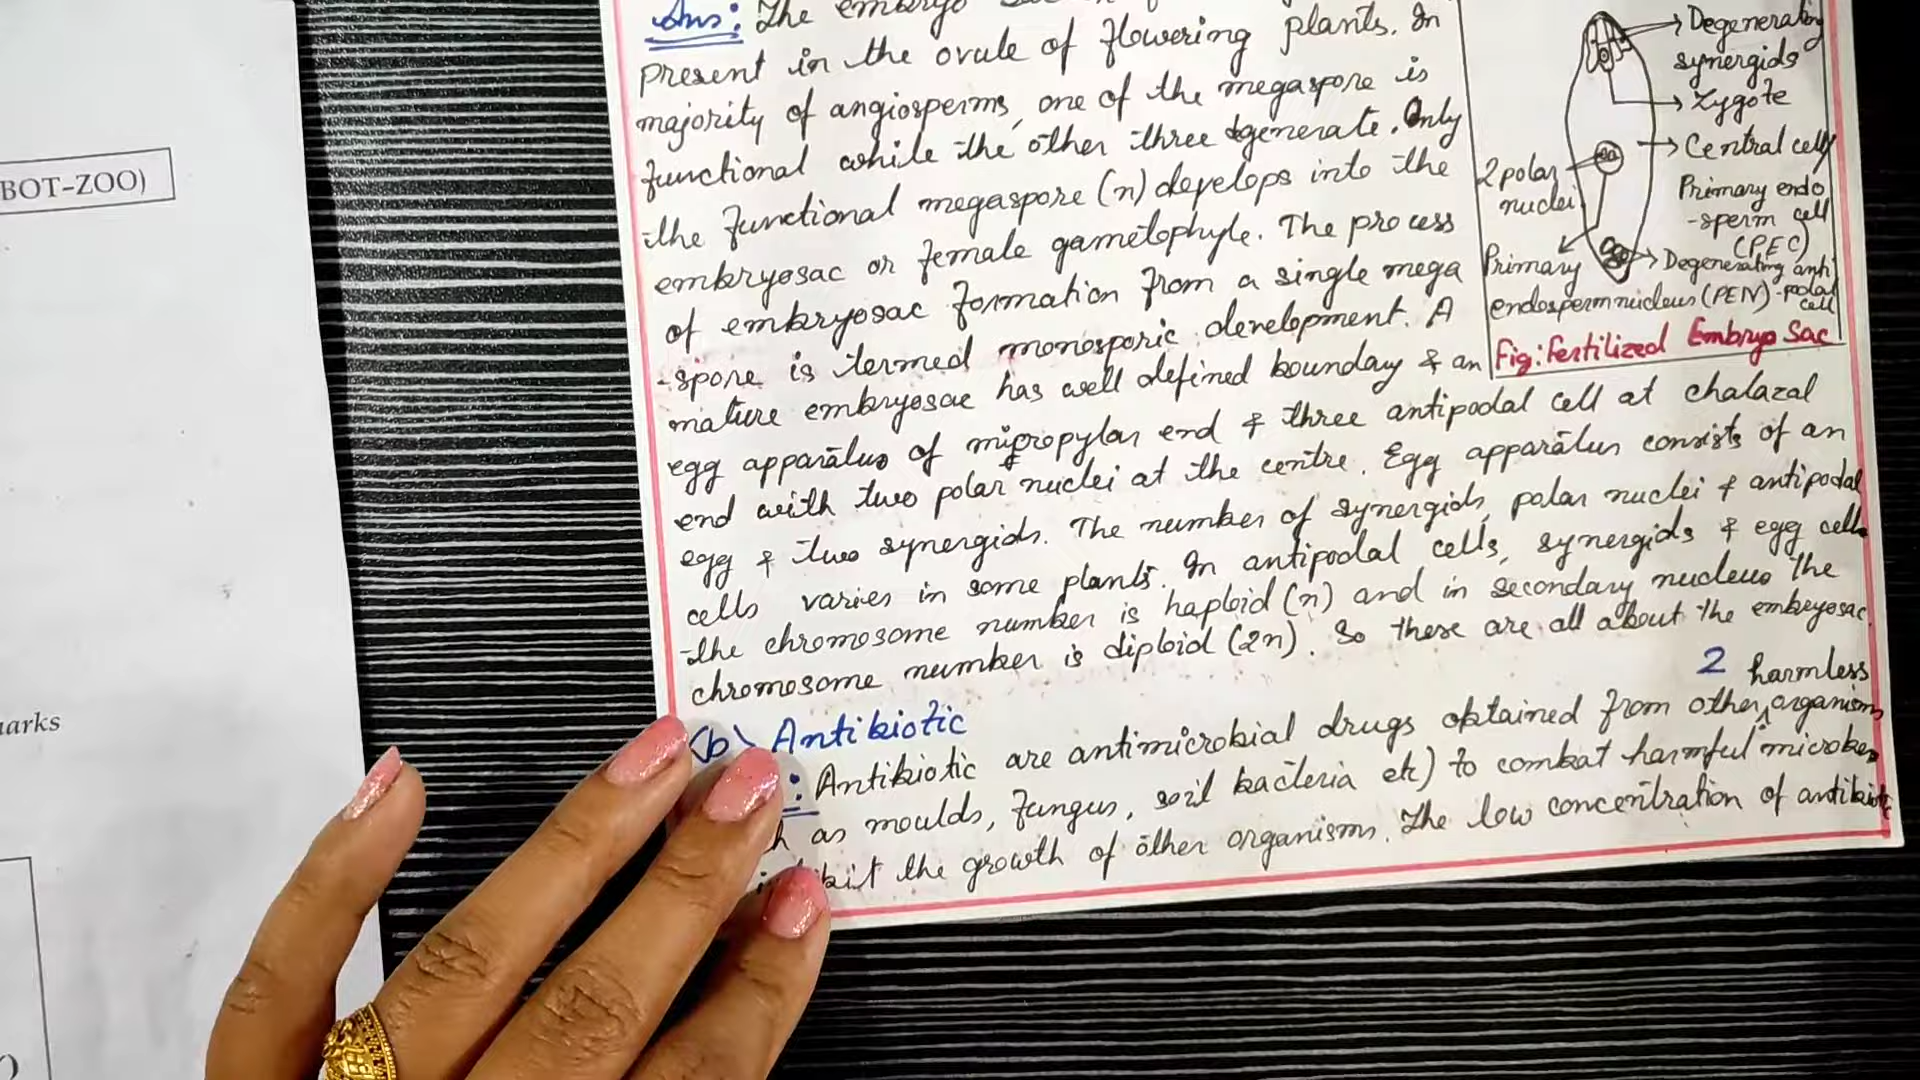 BOT-ZOO)
arks
Ans: The embryo
present in the ovule of flowering plants. In
majority of angiosperms, one of the megaspore is
functional while the other three degenerate. Only
the functional megaspore (n) develops into the
embryosac or female gametophyte. The process
of embryosac formation from a single mega
-spore is termed monosporic development. A
mature embryosac has well defined boundary & an
egg apparatus of micropylar end & three antipodal cell at chalazal
end with two polar nuclei at the centre. Egg apparatus consists of an
egg & two synergids. The number of synergids, polar nuclei & antipodal
cells varies in some plants. In antipodal cells, synergids & egg cell
the chromosome number is haploid (n) and in secondary nucleus the
chromosome number is diploid (2n). So these are all about the embryosac.
Degenerating
synergids
Zygote
Central cell
2 polar
nuclei
Primary endo
-sperm cell
(PEC)
Primary
endosperm nucleus (PEN)
Degenerating anti
-podal
cell
Fig: Fertilized Embryo Sac
2
(b) Antibiotic
: Antibiotic are antimicrobial drugs obtained from other harmless organisms
h as moulds, fungus, soil bacteria etc) to combat harmful microbes
bit the growth of other organisms. The low concentration of antibiotic